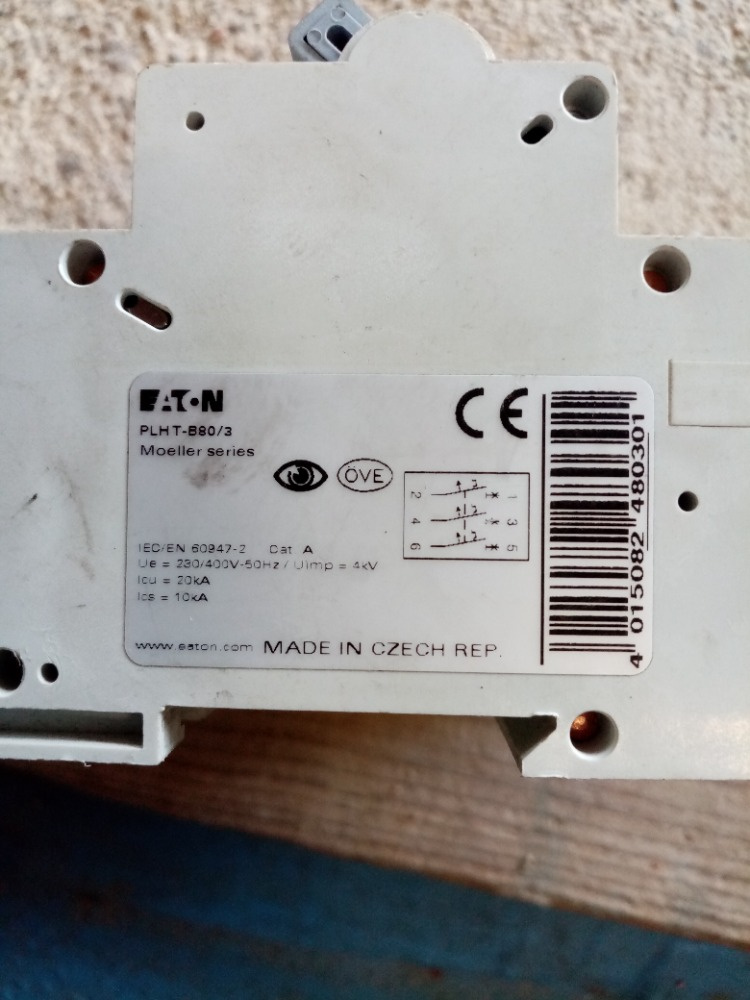 EATON
PLHT-B80/3
Moeller series
CE
ÖVE
2 1
4 3
6 5
IEC/EN 60947-2 Cat A
Ue = 230/400V-50Hz / Uimp = 4kV
Icu = 20kA
Ics = 10kA
www.eaton.com MADE IN CZECH REP.
4 015082 480301